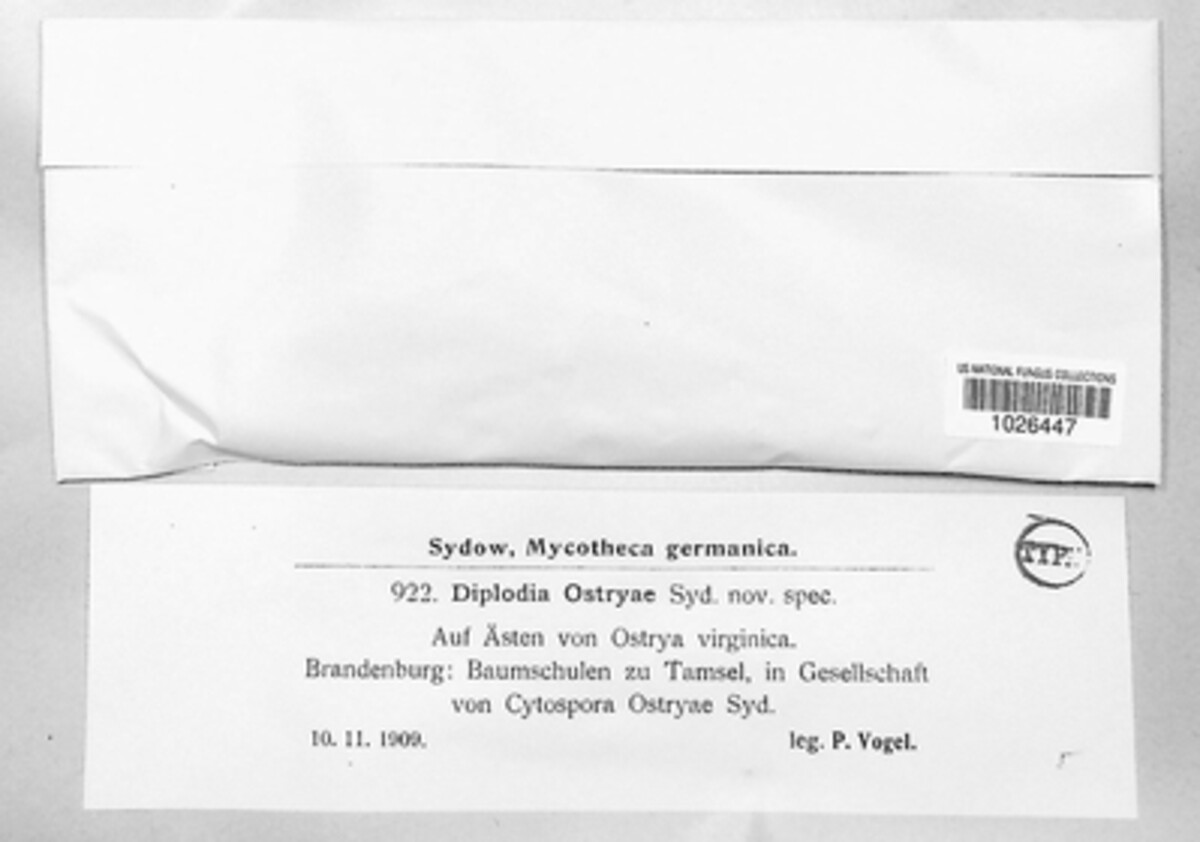 US NATIONAL FUNGUS COLLECTIONS
1026447
Sydow, Mycotheca germanica.
922. Diplodia Ostryae Syd. nov. spec.
Auf Ästen von Ostrya virginica.
Brandenburg: Baumschulen zu Tamsel, in Gesellschaft
von Cytospora Ostryae Syd.
10. 11. 1909. leg. P. Vogel.